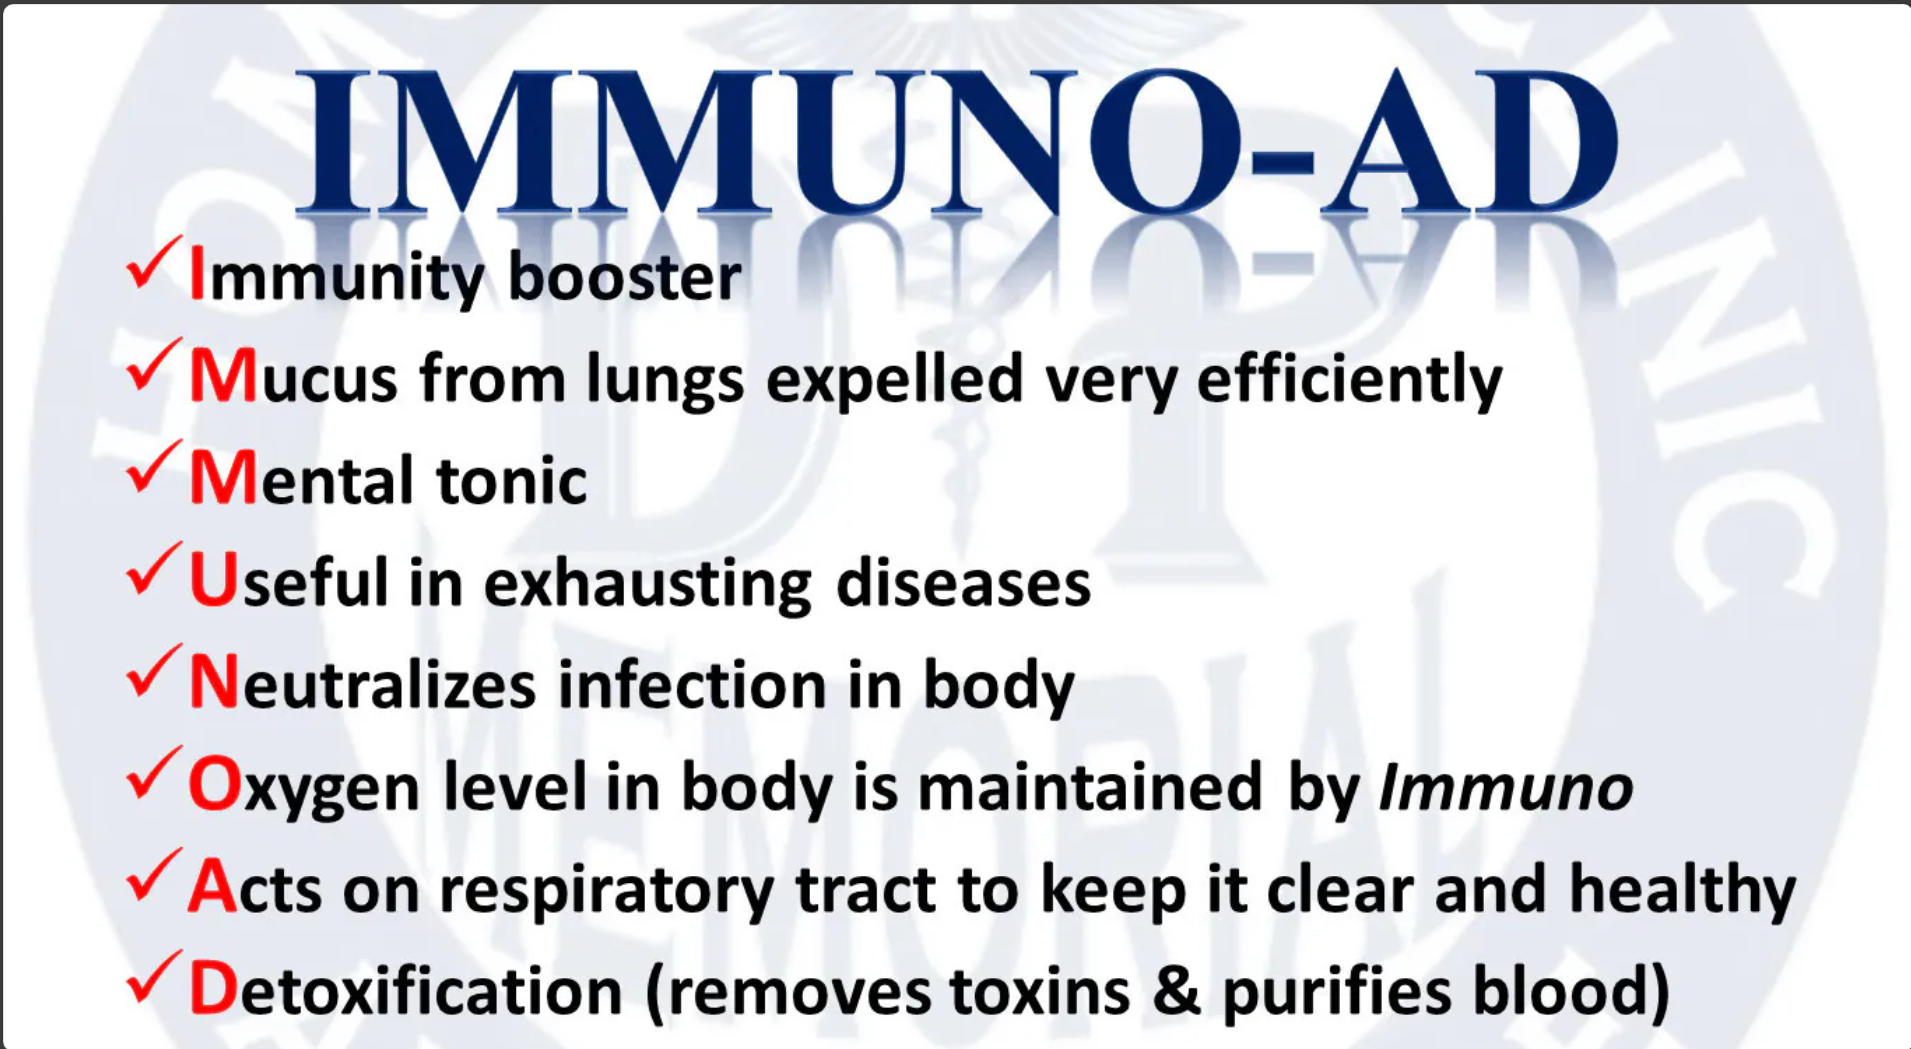 IMMUNO-AD
✓Immunity booster
✓Mucus from lungs expelled very efficiently
✓Mental tonic
✓Useful in exhausting diseases
✓Neutralizes infection in body
✓Oxygen level in body is maintained by Immuno
✓Acts on respiratory tract to keep it clear and healthy
✓Detoxification (removes toxins & purifies blood)
DP
MEMORIAL